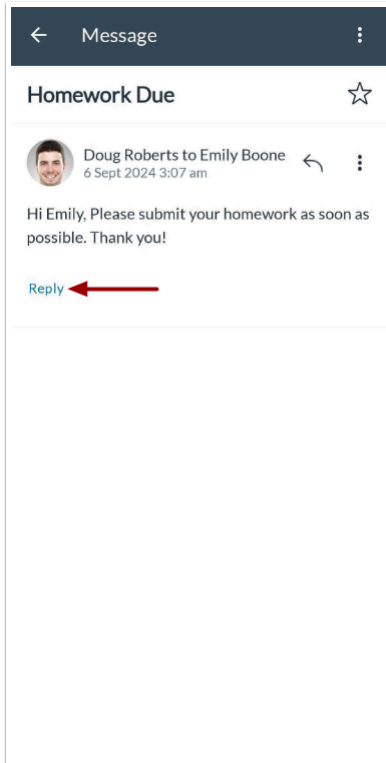 Message
Homework Due
Doug Roberts to Emily Boone
6 Sept 2024 3:07 am
Hi Emily, Please submit your homework as soon as
possible. Thank you!
Reply